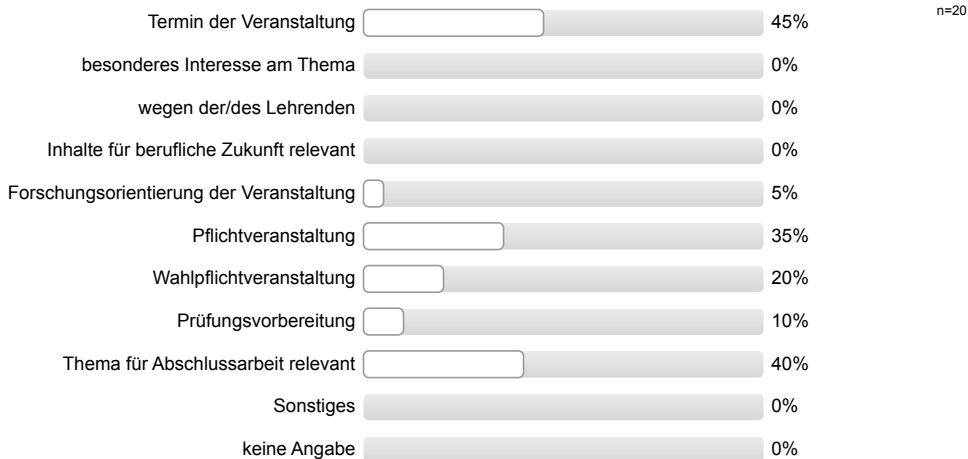 Termin der Veranstaltung 45% n=20
besonderes Interesse am Thema 0%
wegen der/des Lehrenden 0%
Inhalte für berufliche Zukunft relevant 0%
Forschungsorientierung der Veranstaltung 5%
Pflichtveranstaltung 35%
Wahlpflichtveranstaltung 20%
Prüfungsvorbereitung 10%
Thema für Abschlussarbeit relevant 40%
Sonstiges 0%
keine Angabe 0%